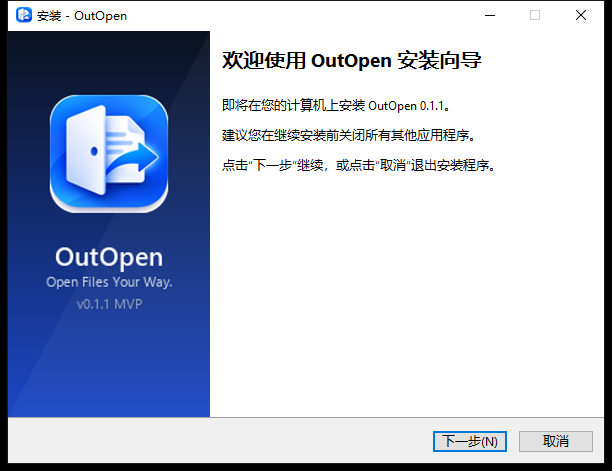 安装 - OutOpen
欢迎使用 OutOpen 安装向导
即将在您的计算机上安装 OutOpen 0.1.1。
建议您在继续安装前关闭所有其他应用程序。
点击“下一步”继续，或点击“取消”退出安装程序。
OutOpen
Open Files Your Way.
v0.1.1 MVP
下一步(N)
取消